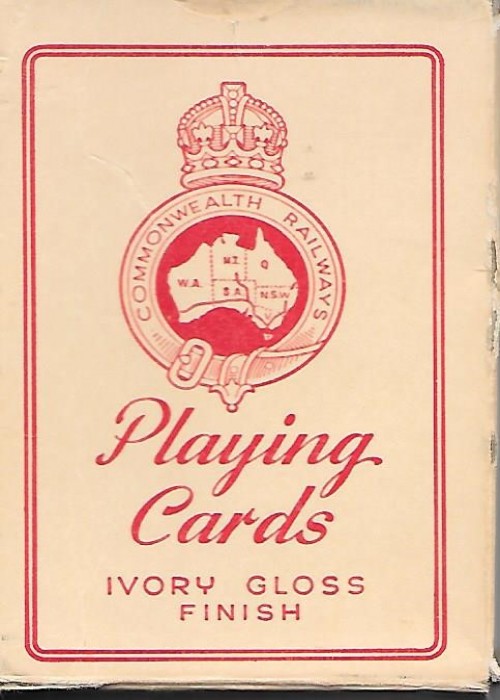 COMMONWEALTH RAILWAYS
N.T.
Q
W.A.
S.A.
N.S.W
V
Playing
Cards
IVORY GLOSS
FINISH